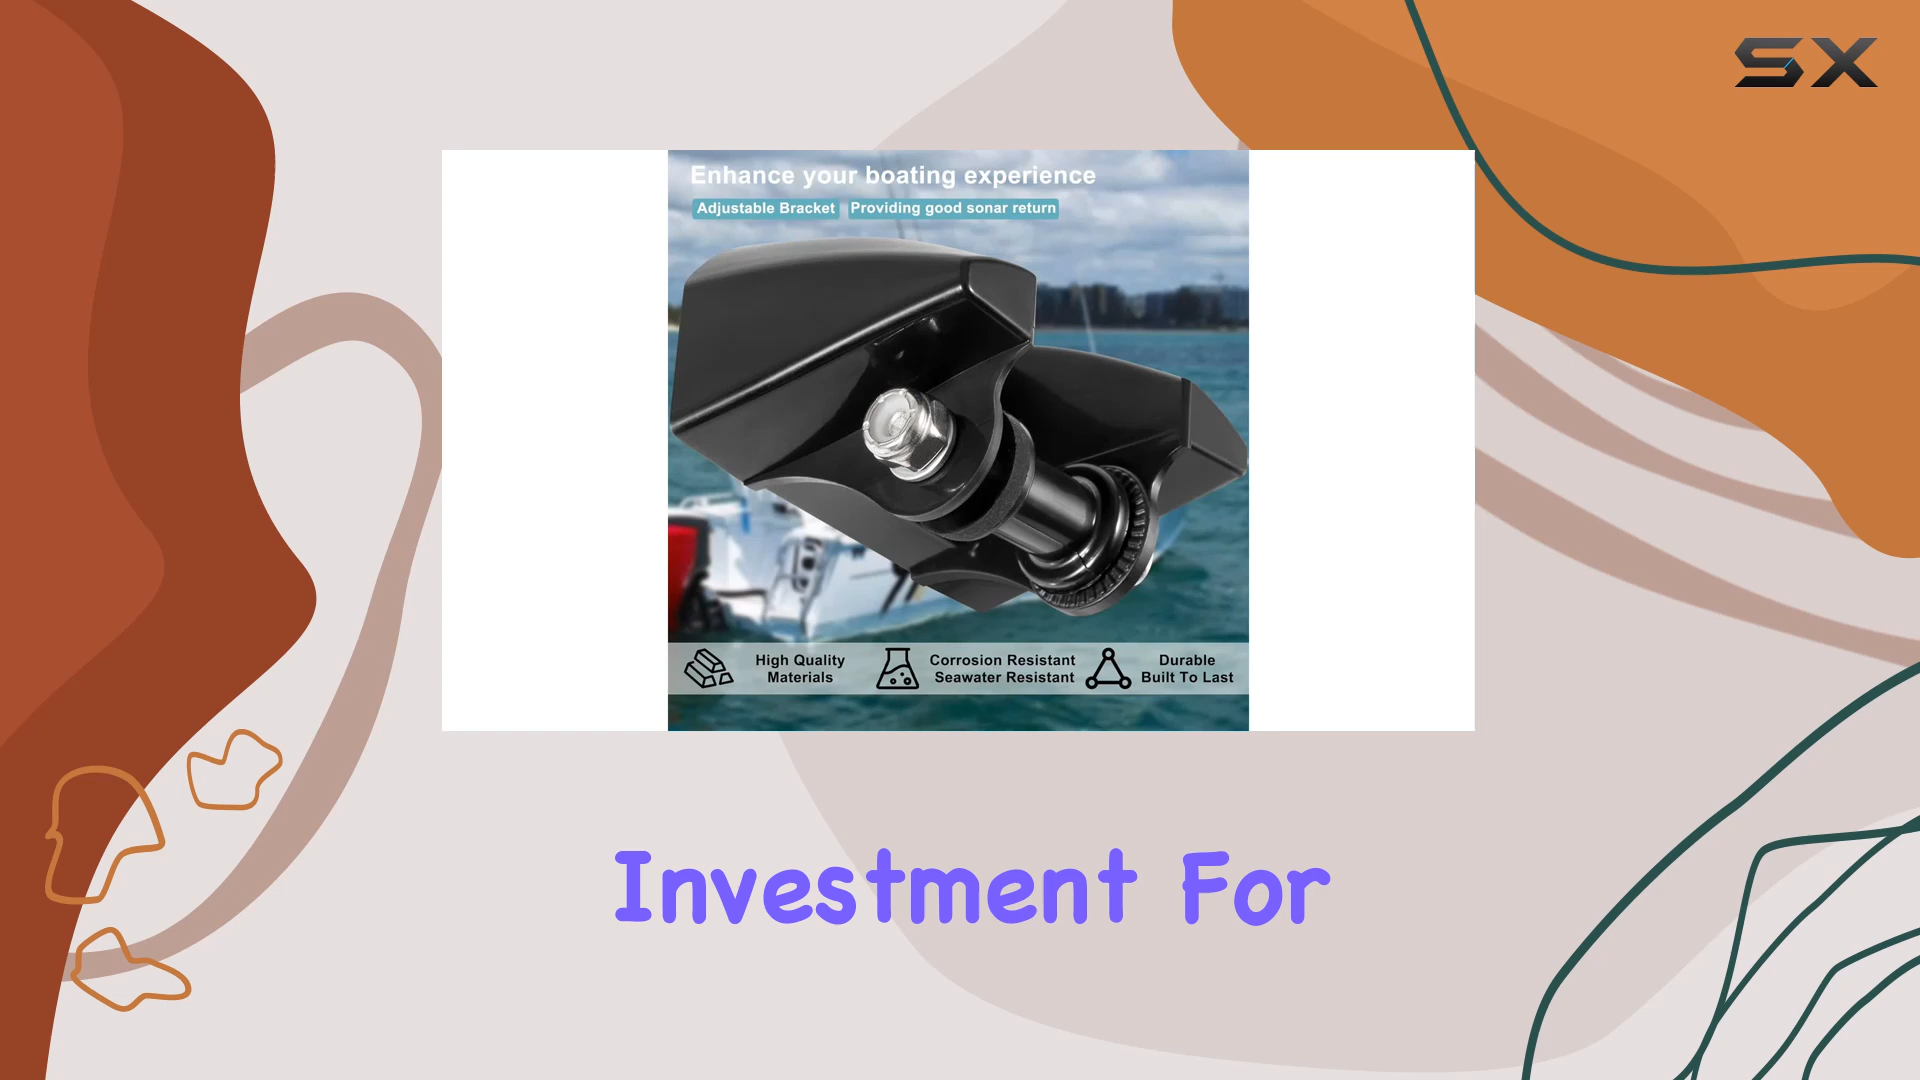 SX
Enhance your boating experience
Adjustable Bracket Providing good sonar return
High Quality
Materials
Corrosion Resistant
Seawater Resistant
Durable
Built To Last
Investment For